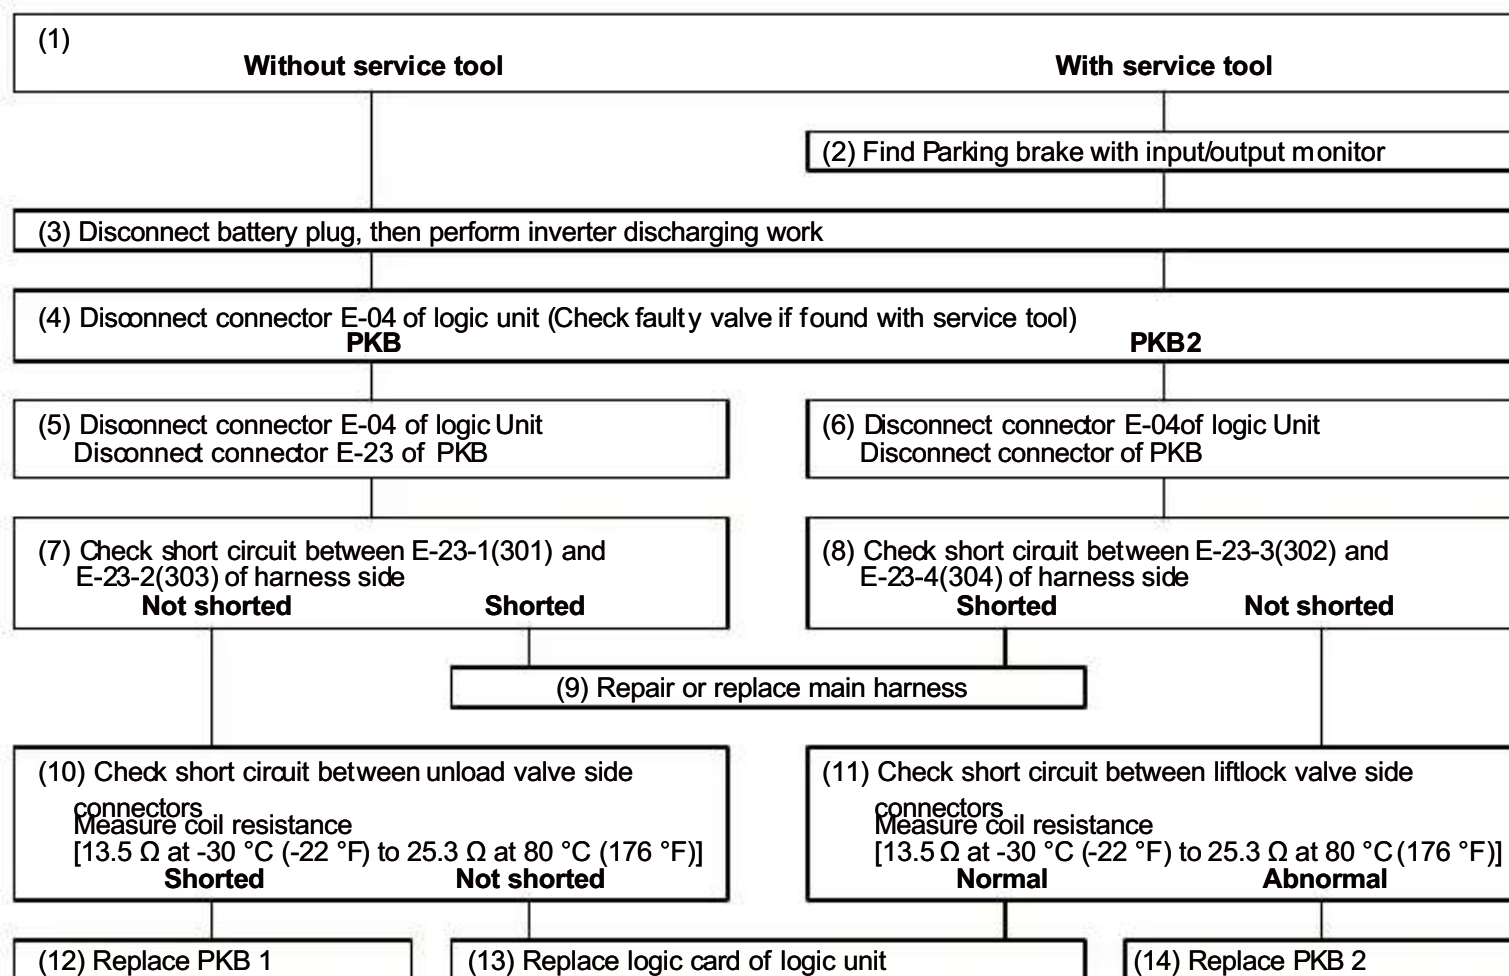 (1)
Without service tool
With service tool
(2) Find Parking brake with input/output monitor
(3) Disconnect battery plug, then perform inverter discharging work
(4) Disconnect connector E-04 of logic unit (Check faulty valve if found with service tool)
PKB
PKB2
(5) Disconnect connector E-04 of logic Unit
Disconnect connector E-23 of PKB
(6) Disconnect connector E-04of logic Unit
Disconnect connector of PKB
(7) Check short circuit between E-23-1(301) and
E-23-2(303) of harness side
Not shorted
Shorted
(8) Check short circuit between E-23-3(302) and
E-23-4(304) of harness side
Shorted
Not shorted
(9) Repair or replace main harness
(10) Check short circuit between unload valve side
connectors
Measure coil resistance
[13.5 Ω at -30 °C (-22 °F) to 25.3 Ω at 80 °C (176 °F)]
Shorted
Not shorted
(11) Check short circuit between liftlock valve side
connectors
Measure coil resistance
[13.5 Ω at -30 °C (-22 °F) to 25.3 Ω at 80 °C (176 °F)]
Normal
Abnormal
(12) Replace PKB 1
(13) Replace logic card of logic unit
(14) Replace PKB 2